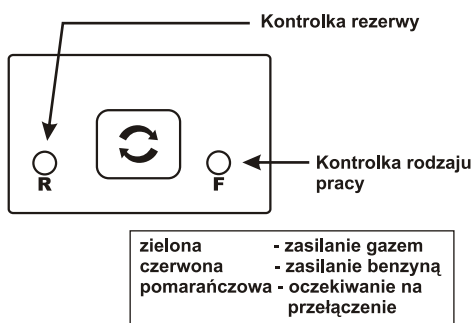 Kontrolka rezerwy
R
F
Kontrolka rodzaju
pracy
zielona - zasilanie gazem
czerwona - zasilanie benzyną
pomarańczowa - oczekiwanie na
przełączenie